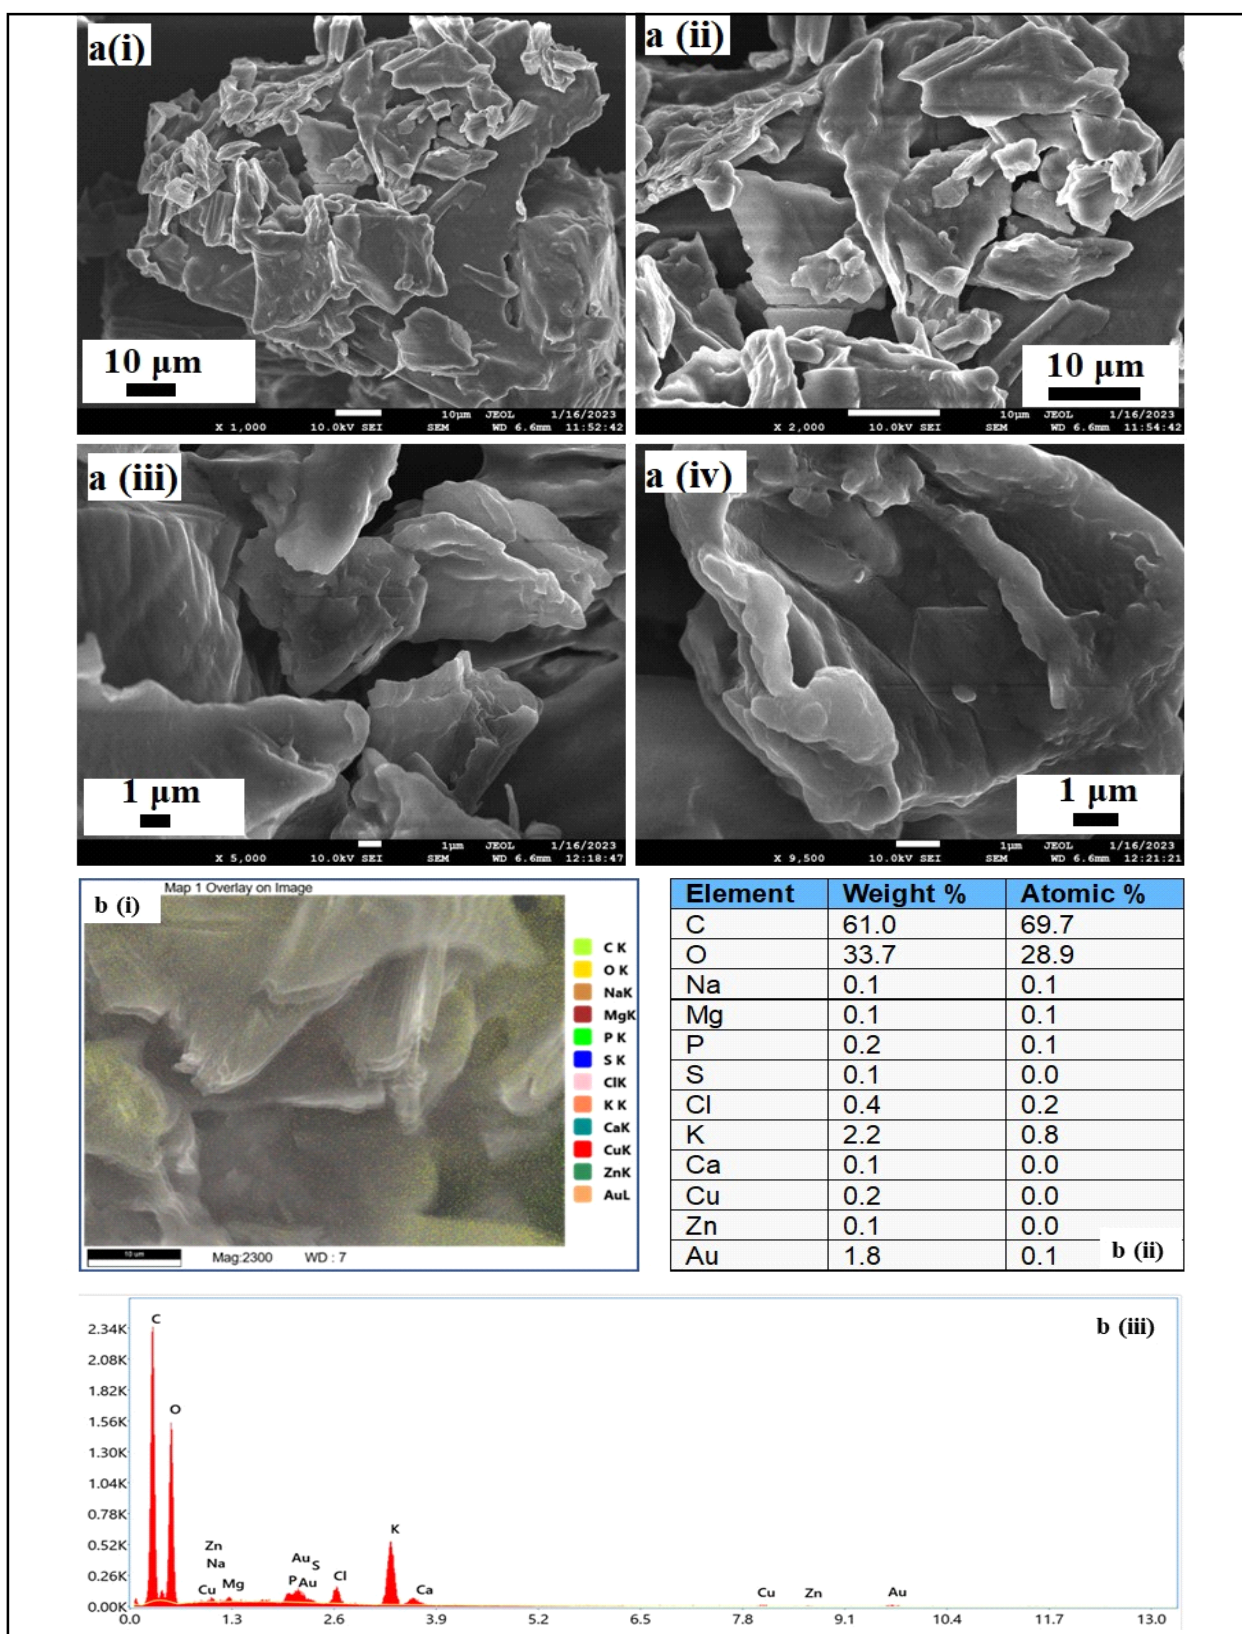 a(i)
10 µm
10µm JEOL 1/16/2023
X 1,000 10.0kV SEI SEM WD 6.6mm 11:52:42
a (ii)
10 µm
10µm JEOL 1/16/2023
X 2,000 10.0kV SEI SEM WD 6.6mm 11:54:42
a (iii)
1 µm
1µm JEOL 1/16/2023
X 5,000 10.0kV SEI SEM WD 6.6mm 12:18:47
a (iv)
1 µm
1µm JEOL 1/16/2023
X 9,500 10.0kV SEI SEM WD 6.6mm 12:21:21
Map 1 Overlay on Image
b (i)
C K
O K
NaK
MgK
P K
S K
ClK
K K
CaK
CuK
ZnK
AuL
10 um
Mag:2300 WD : 7
Element Weight % Atomic %
C 61.0 69.7
O 33.7 28.9
Na 0.1 0.1
Mg 0.1 0.1
P 0.2 0.1
S 0.1 0.0
Cl 0.4 0.2
K 2.2 0.8
Ca 0.1 0.0
Cu 0.2 0.0
Zn 0.1 0.0
Au 1.8 0.1
b (ii)
b (iii)
2.34K
2.08K
1.82K
1.56K
1.30K
1.04K
0.78K
0.52K
0.26K
0.00K
C
O
Zn
Na
Cu
Mg
Au
S
P
Au
Cl
K
Ca
Cu
Zn
Au
0.0 1.3 2.6 3.9 5.2 6.5 7.8 9.1 10.4 11.7 13.0